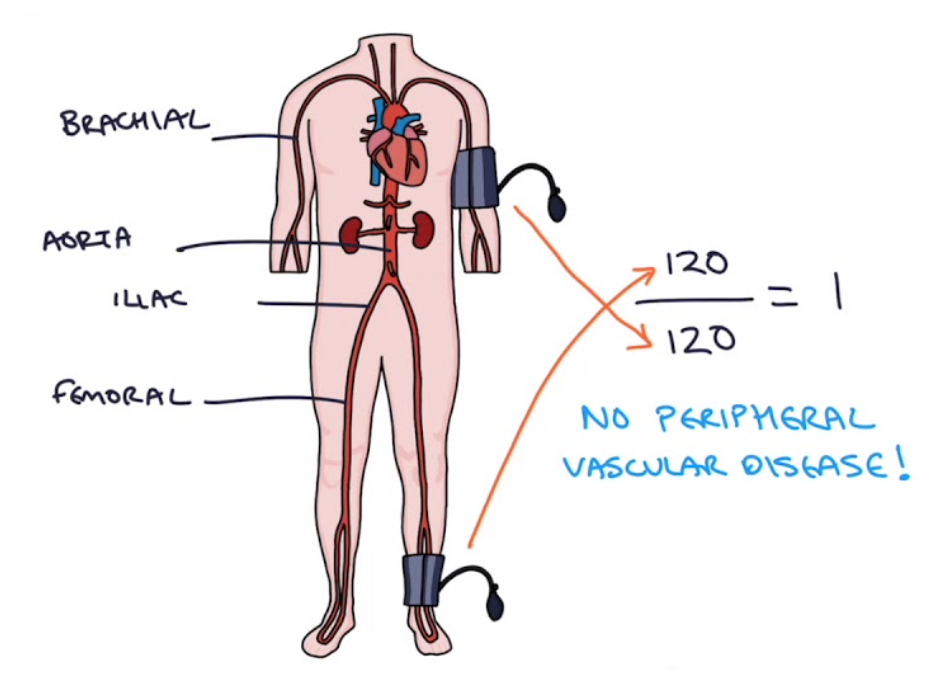 BRACHIAL
AORTA
ILIAC
FEMORAL
120
120
= 1
NO PERIPHERAL
VASCULAR DISEASE!